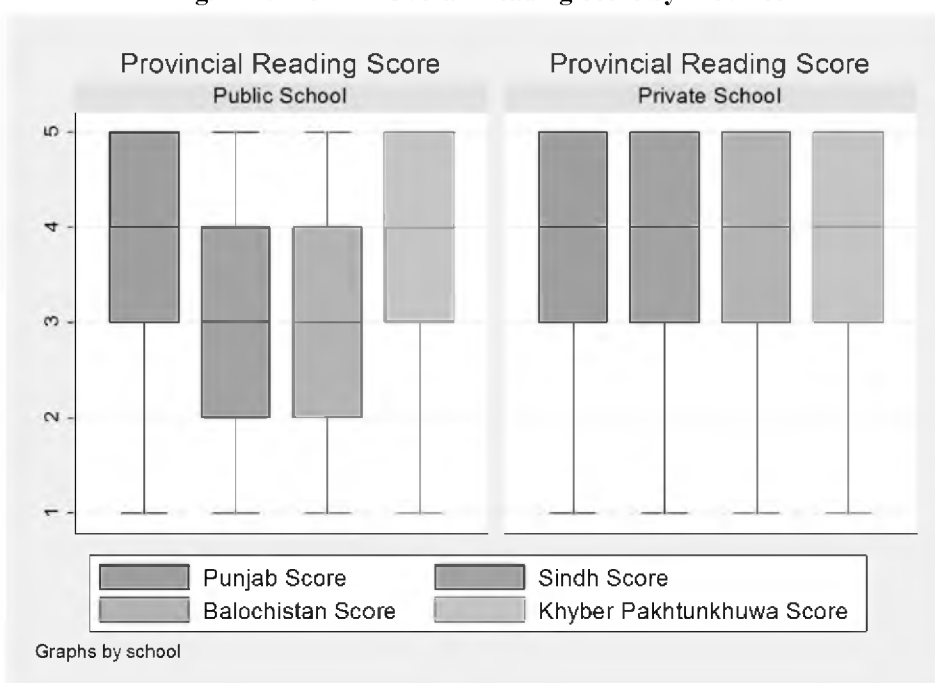 Provincial Reading Score Provincial Reading Score
Public School Private School
5
4
3
2
1
Punjab Score Sindh Score
Balochistan Score Khyber Pakhtunkhuwa Score
Graphs by school